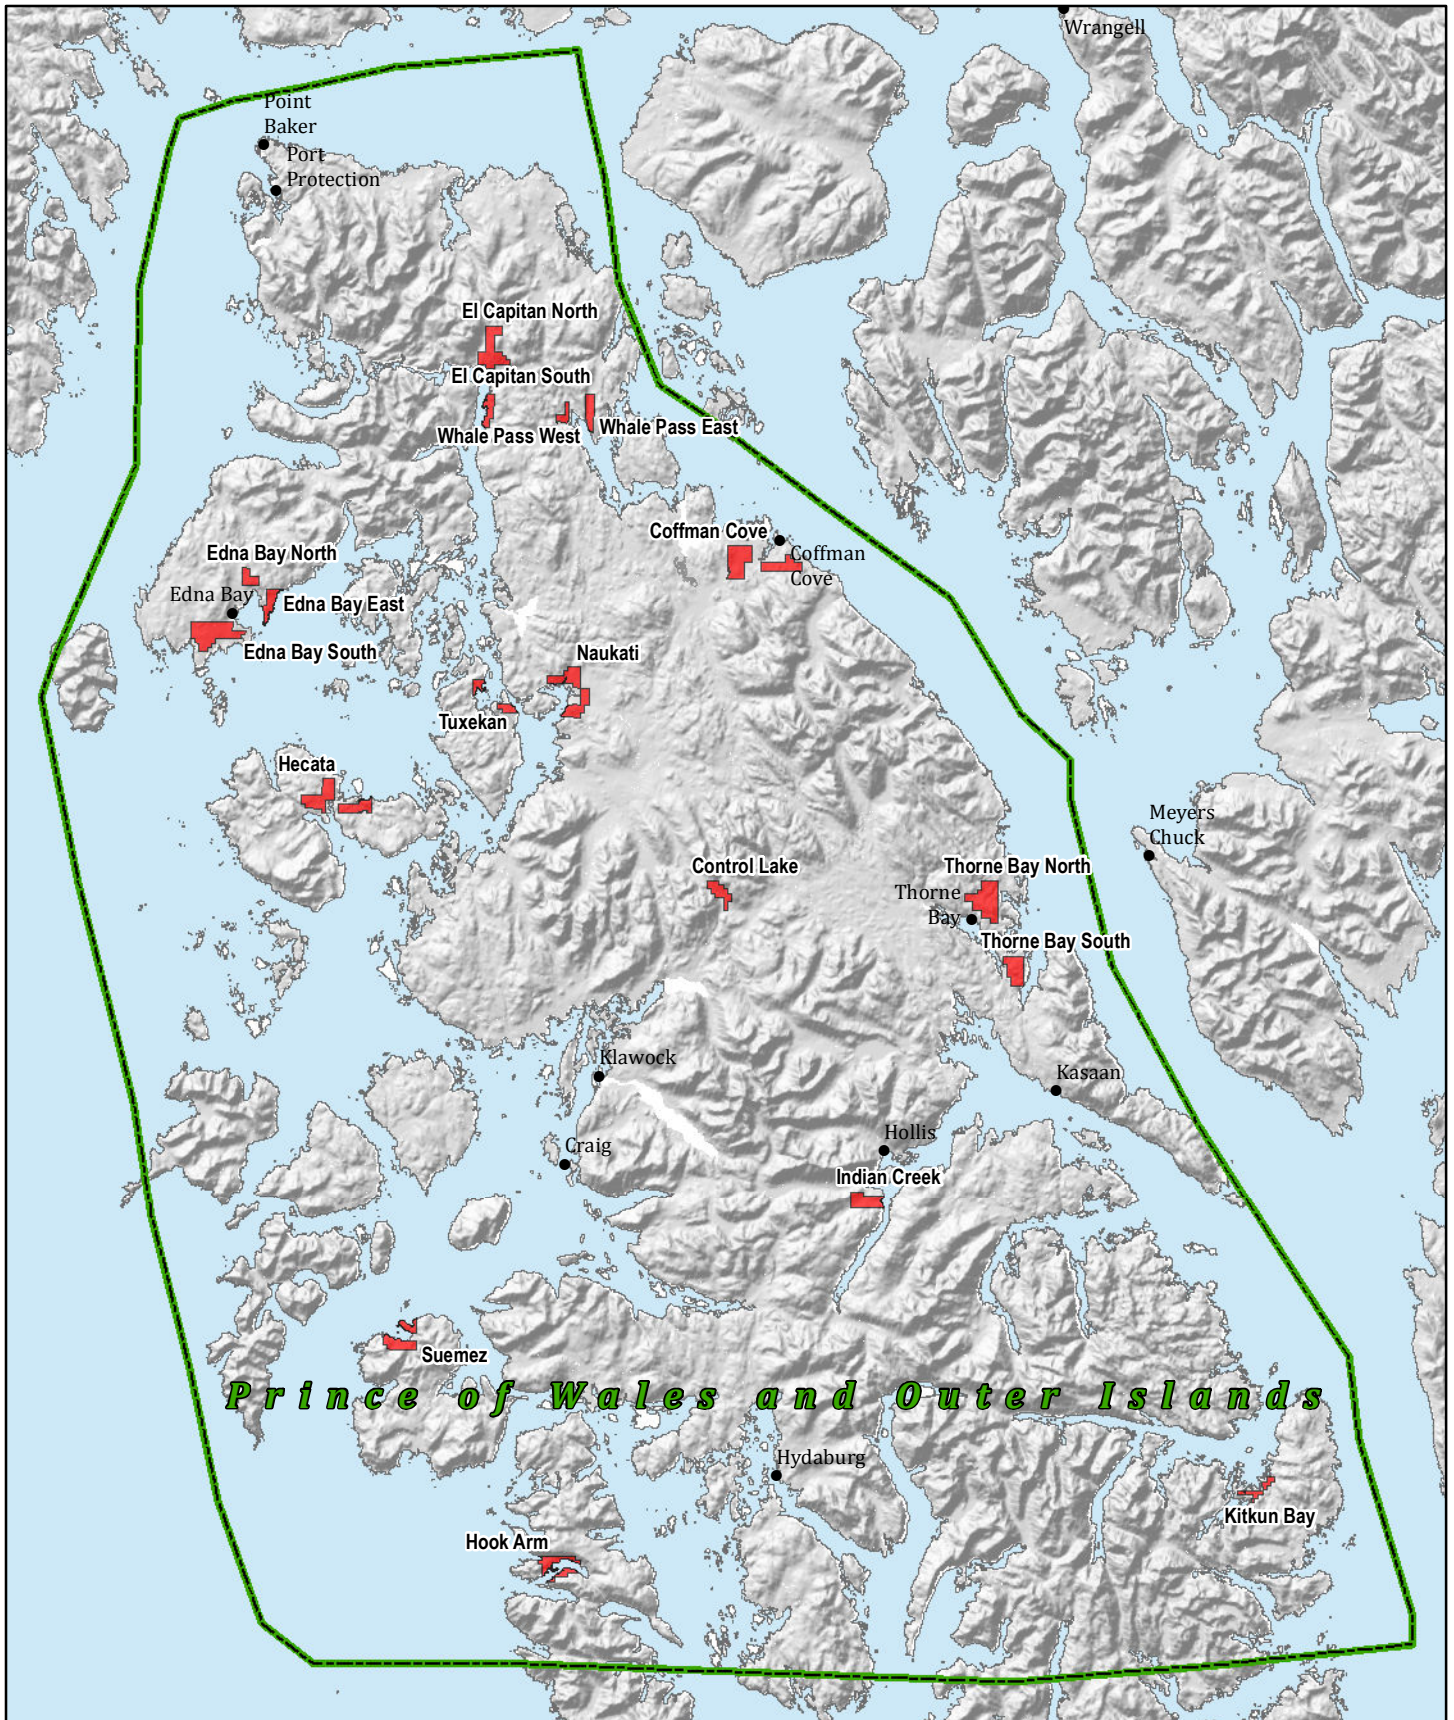 Wrangell
Point
Baker
Port
Protection
El Capitan North
El Capitan South
Whale Pass West
Whale Pass East
Coffman Cove
Coffman
Cove
Edna Bay North
Edna Bay
Edna Bay East
Edna Bay South
Naukati
Tuxekan
Hecata
Meyers
Chuck
Control Lake
Thorne Bay North
Thorne
Bay
Thorne Bay South
Klawock
Kasaan
Hollis
Craig
Indian Creek
Suemez
Prince of Wales and Outer Islands
Hydaburg
Kitkun Bay
Hook Arm